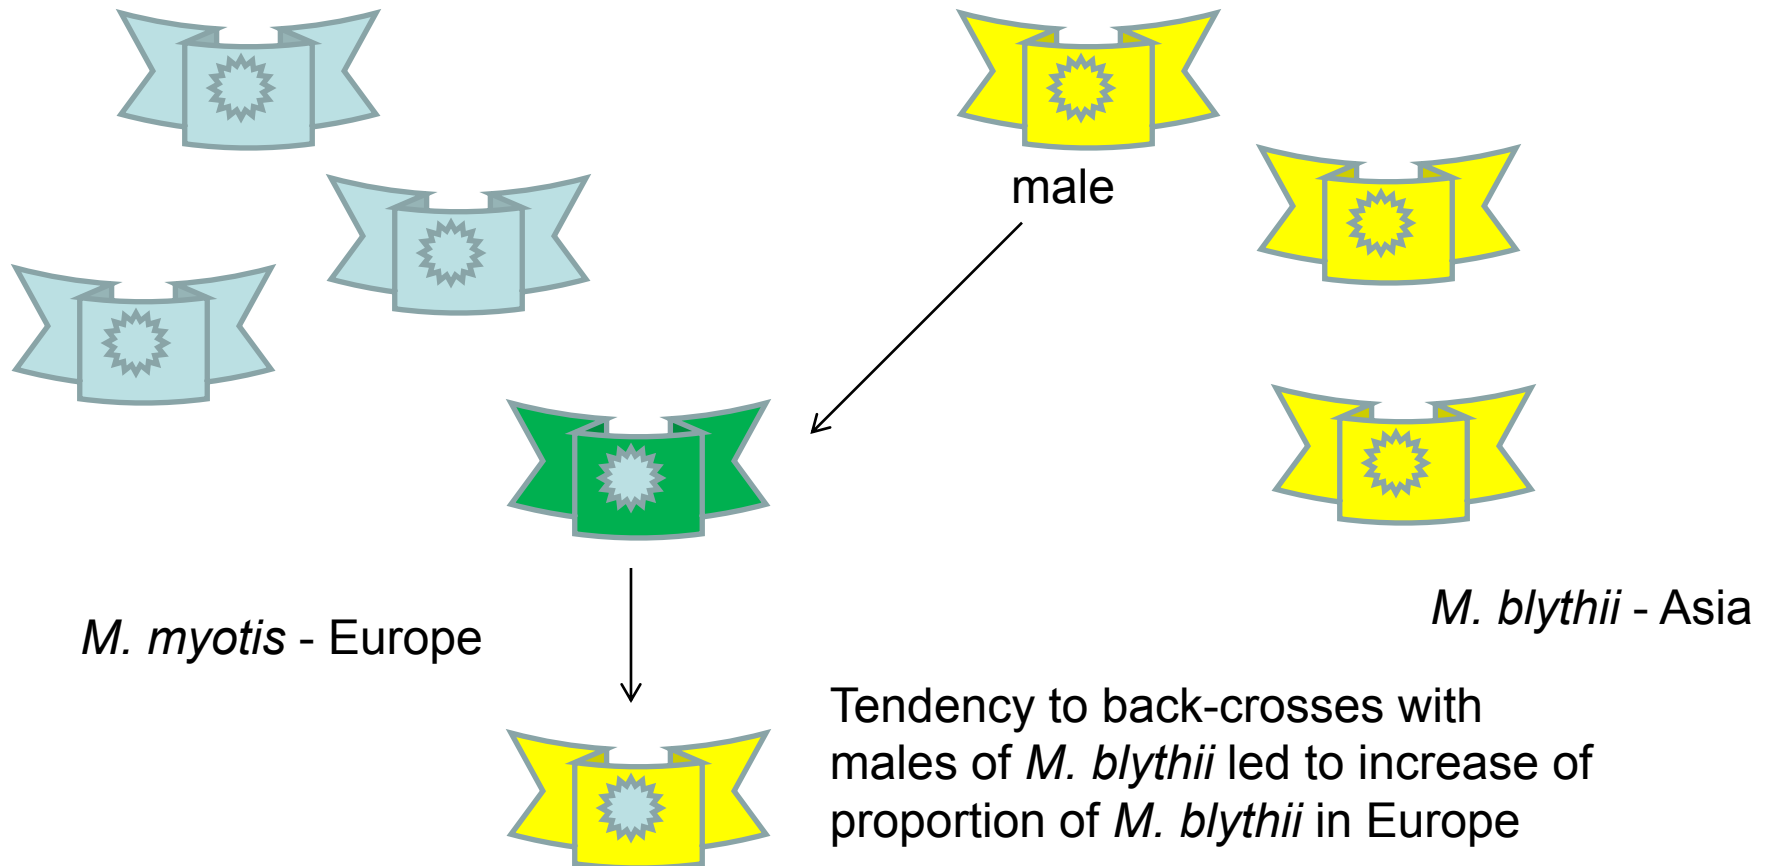 male
M. myotis - Europe
M. blythii - Asia
Tendency to back-crosses with
males of M. blythii led to increase of
proportion of M. blythii in Europe